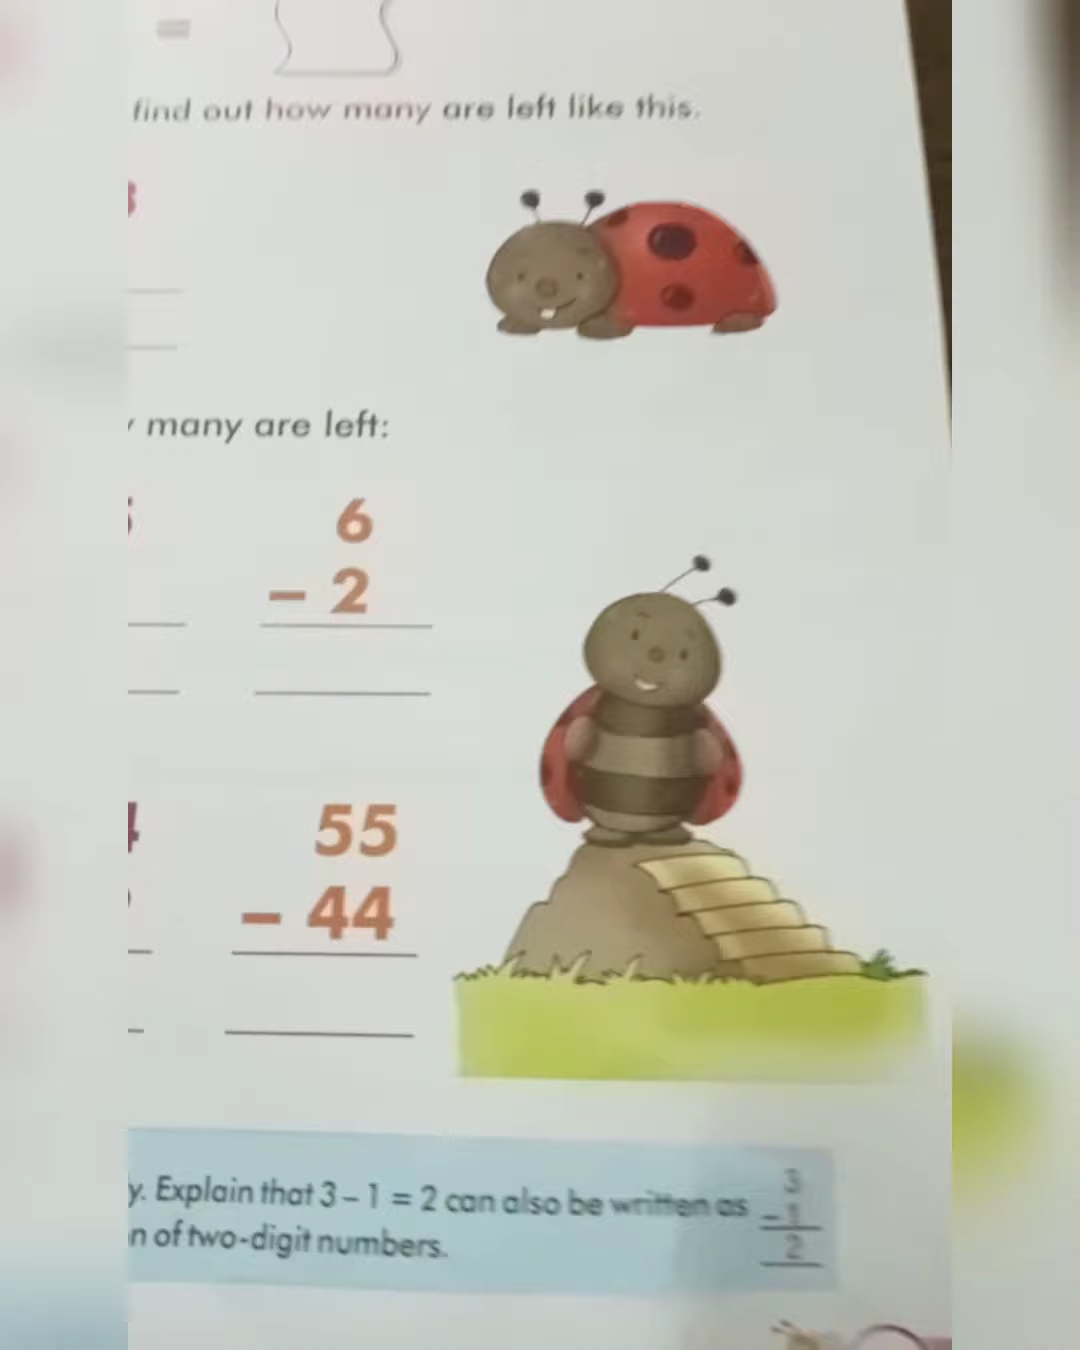 =
find out how many are left like this.
many are left:
6
– 2
55
– 44
y. Explain that 3 – 1 = 2 can also be written as
3
– 1
2
n of two-digit numbers.